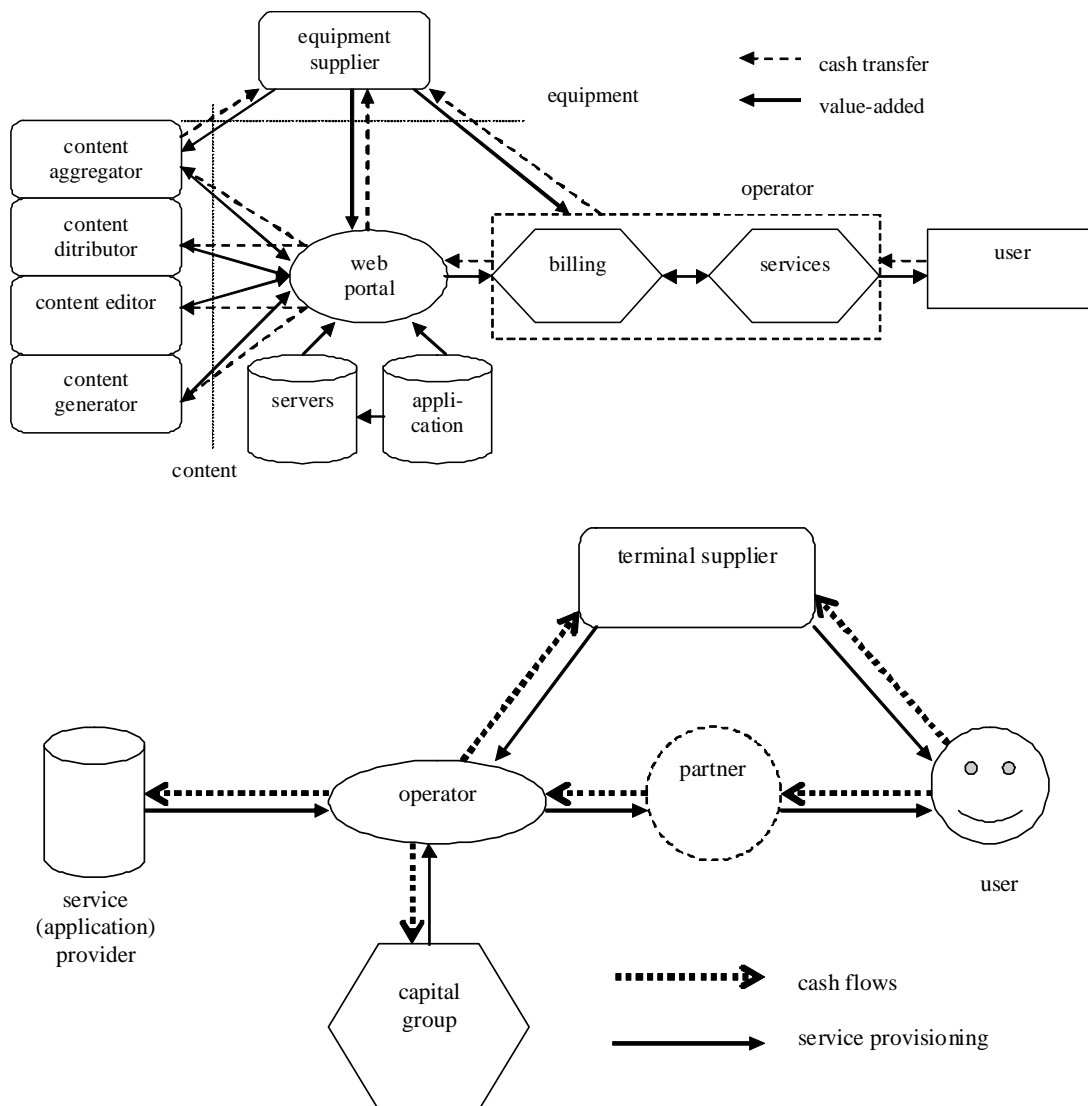 equipment
supplier
cash transfer
equipment
value-added
content
aggregator
operator
content
ditributor
web
portal
billing
services
user
content editor
content
generator
servers
appli-
cation
content
terminal supplier
partner
operator
user
service
(application)
provider
capital
group
cash flows
service provisioning